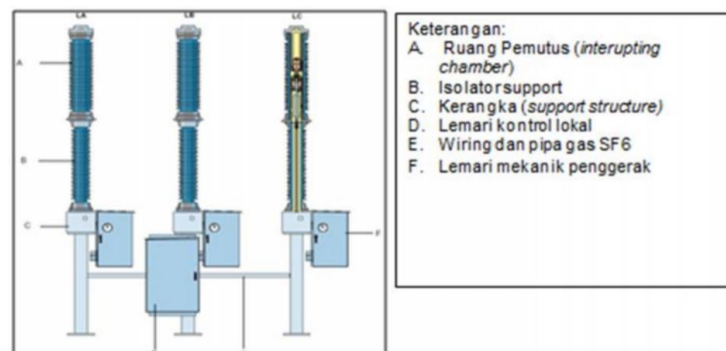 LA LB LC
A
B
C
F
Keterangan:
A. Ruang Pemutus (interupting
chamber)
B. Isolator support
C. Kerangka (support structure)
D. Lemari kontrol lokal
E. Wiring dan pipa gas SF6
F. Lemari mekanik penggerak